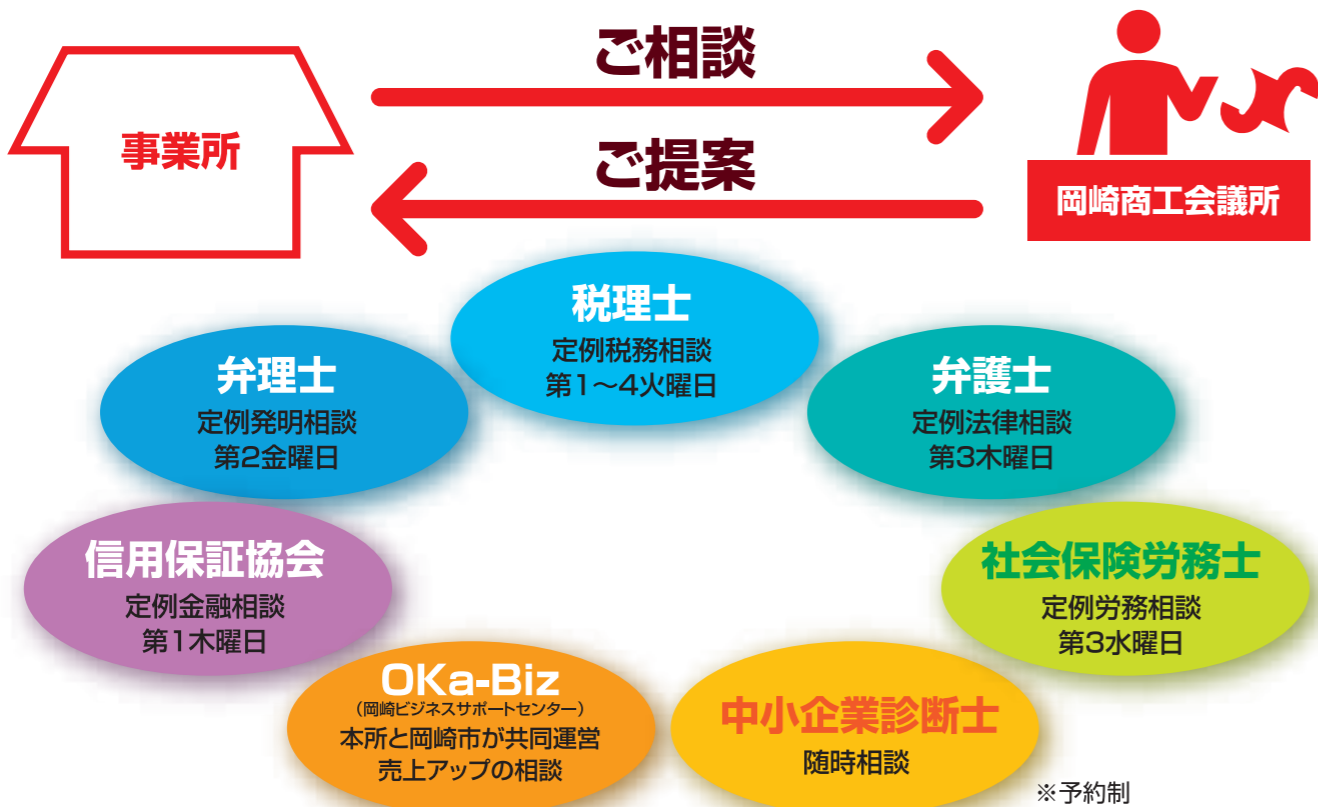 ご相談
事業所
ご提案
岡崎商工会議所
税理士
定例税務相談
第1〜4火曜日
弁理士
定例発明相談
第2金曜日
弁護士
定例法律相談
第3木曜日
信用保証協会
定例金融相談
第1木曜日
社会保険労務士
定例労務相談
第3水曜日
OKa-Biz
（岡崎ビジネスサポートセンター）
本所と岡崎市が共同運営
売上アップの相談
中小企業診断士
随時相談
※予約制